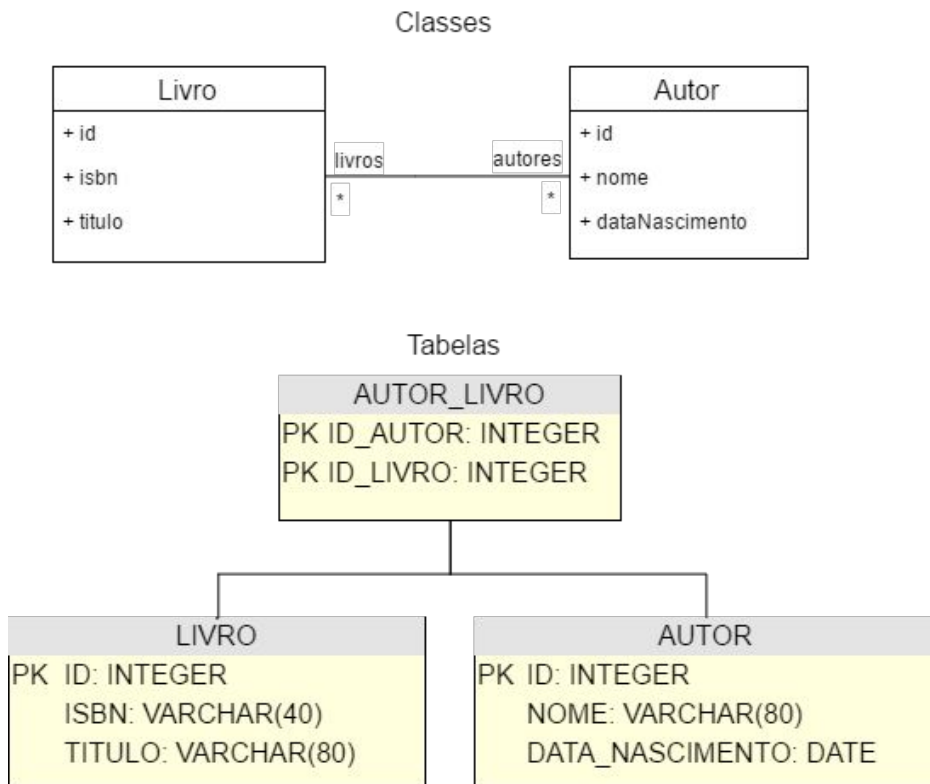 Classes
Livro
+ id
+ isbn
+ titulo
livros
*
autores
*
Autor
+ id
+ nome
+ dataNascimento
Tabelas
AUTOR_LIVRO
PK ID_AUTOR: INTEGER
PK ID_LIVRO: INTEGER
LIVRO
PK ID: INTEGER
ISBN: VARCHAR(40)
TITULO: VARCHAR(80)
AUTOR
PK ID: INTEGER
NOME: VARCHAR(80)
DATA_NASCIMENTO: DATE